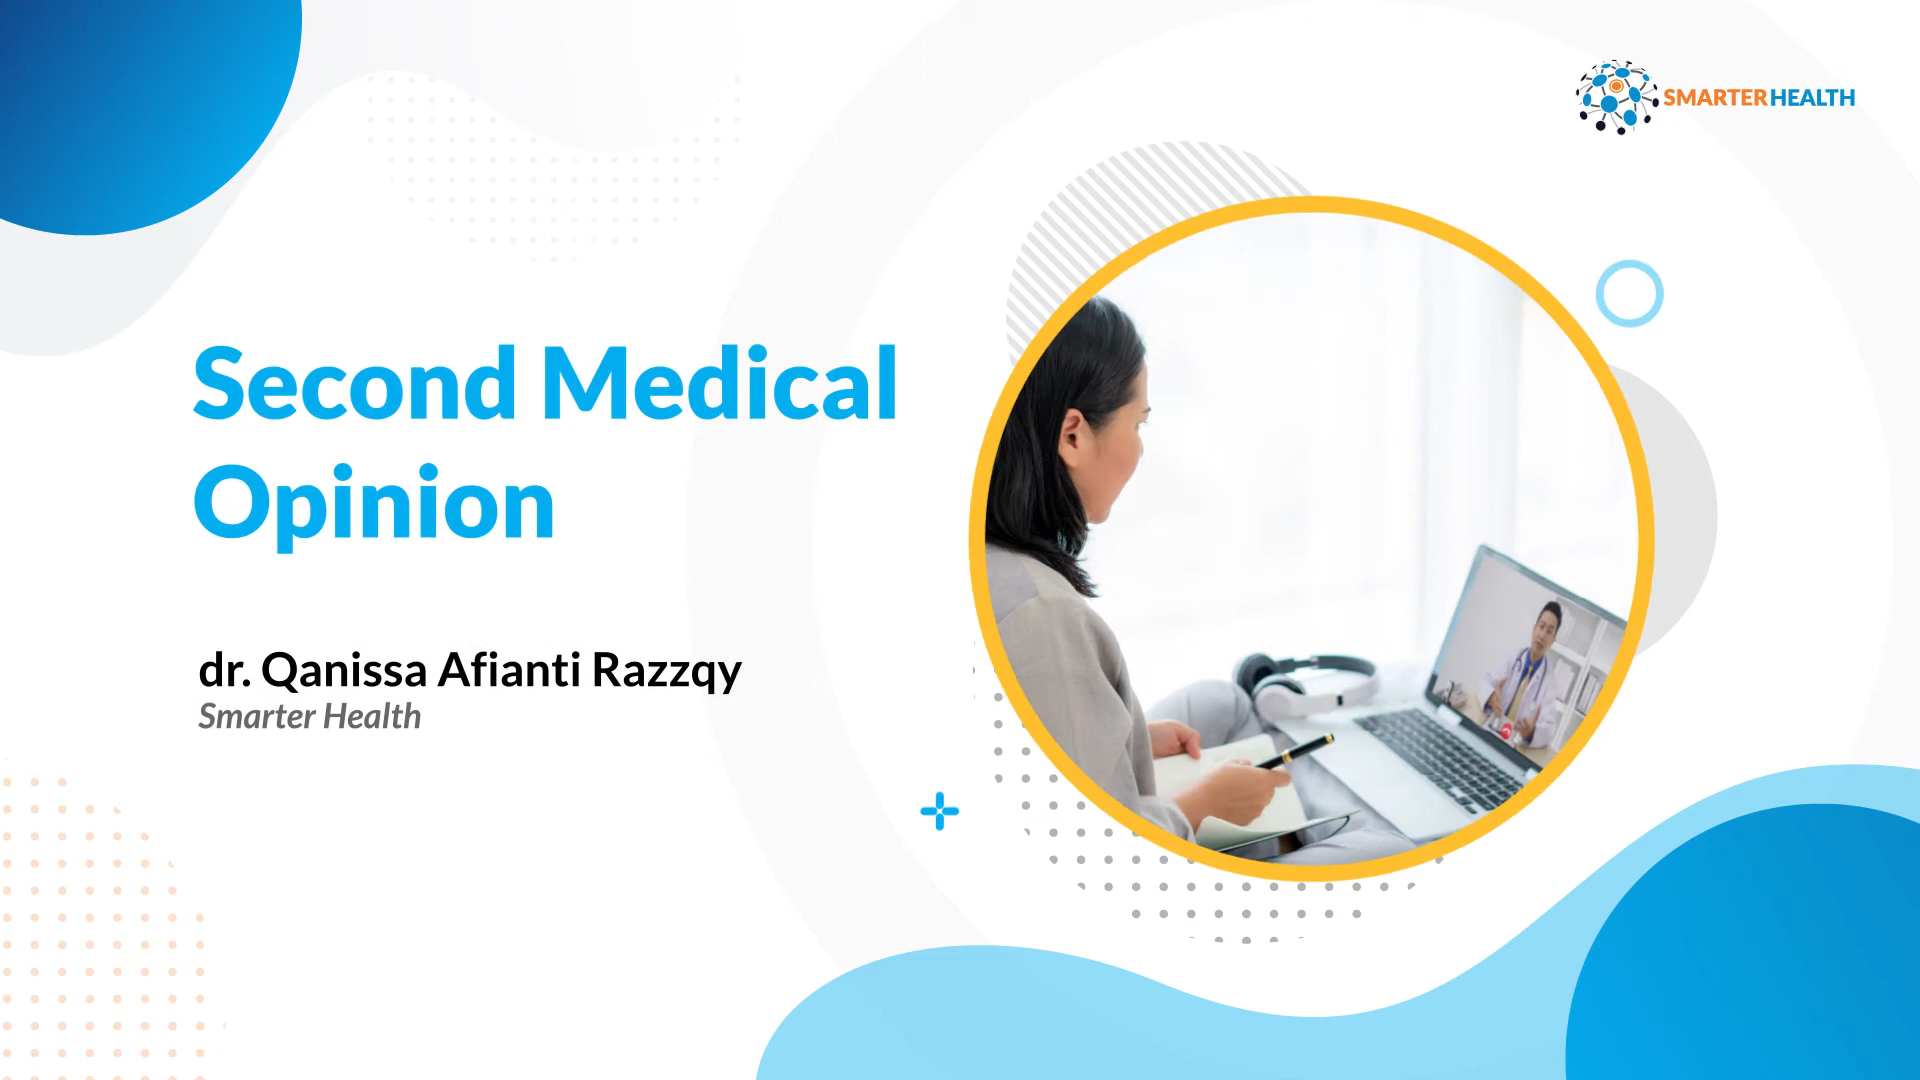 SMARTERHEALTH
Second Medical
Opinion
dr. Qanissa Afianti Razzqy
Smarter Health